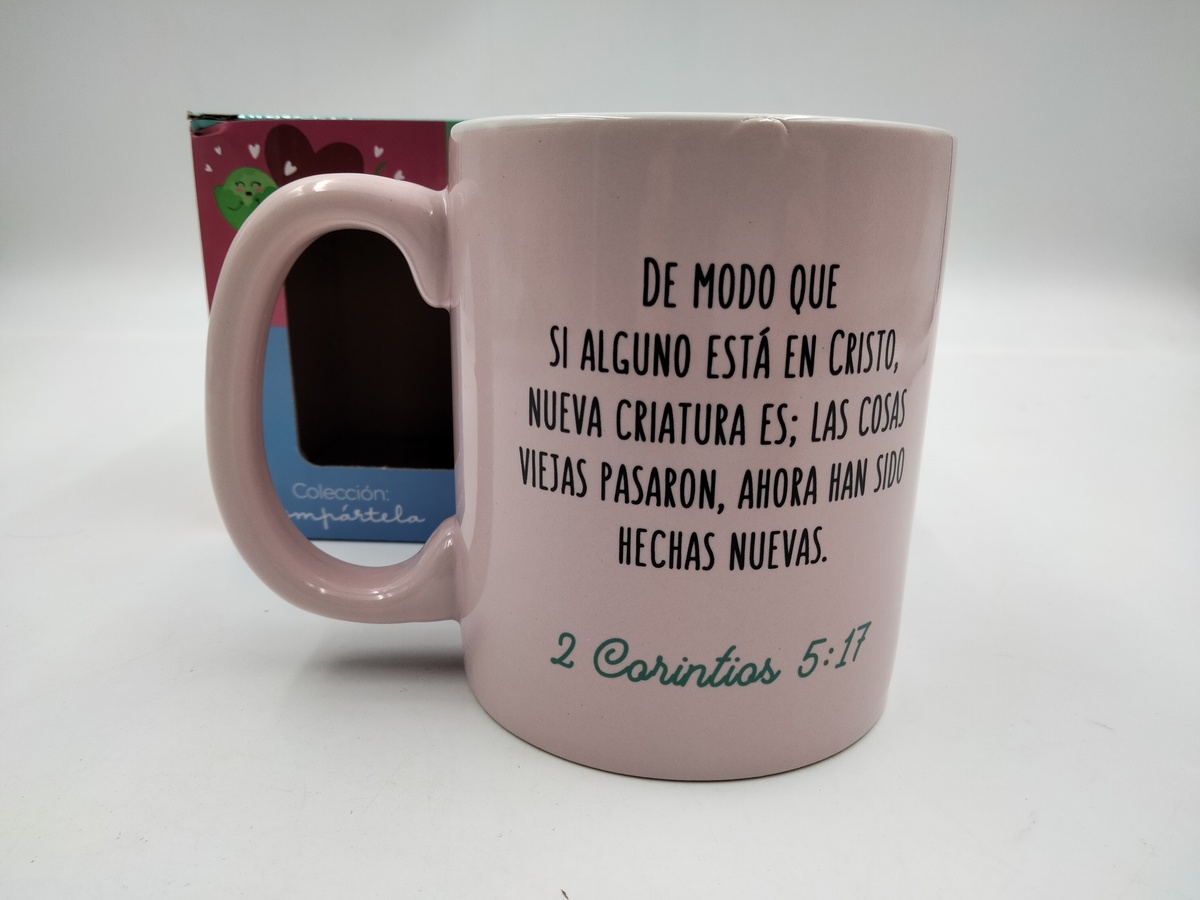 De modo que
si alguno está en Cristo,
nueva criatura es; las cosas
viejas pasaron, ahora han sido
hechas nuevas.
2 Corintios 5:17
Colección: